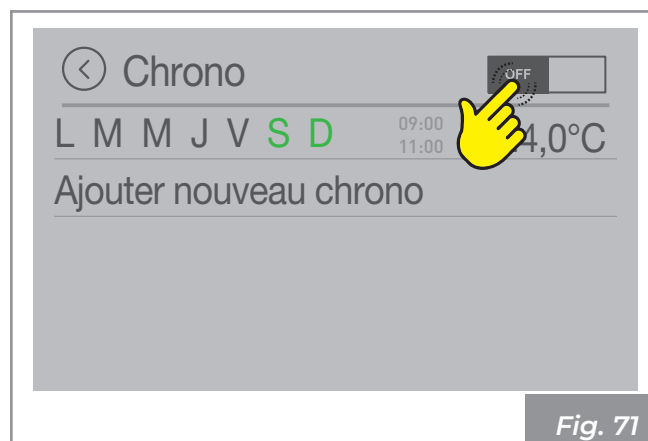 Chrono
OFF
L M M J V S D 09:00
11:00 4,0°C
Ajouter nouveau chrono
Fig. 71